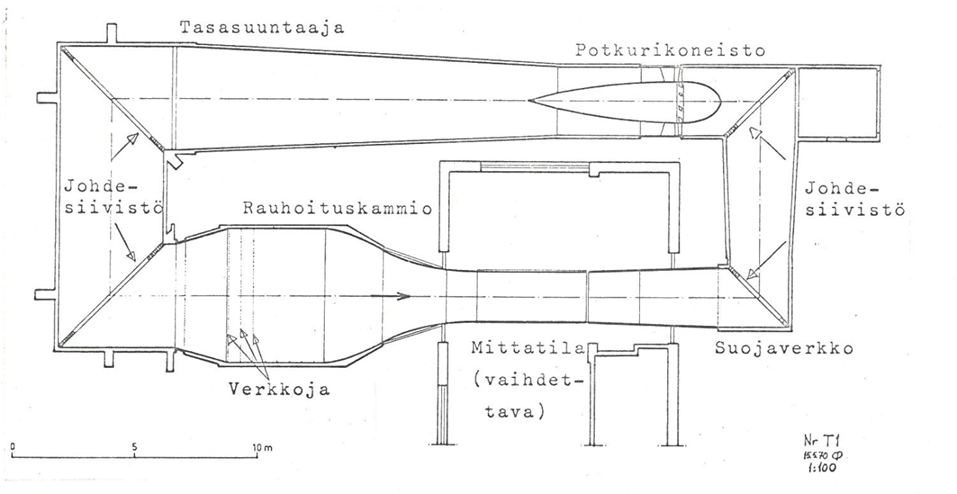 Tasasuuntaaja
Potkurikoneisto
Johde-
siivistö
Rauhoituskammio
Johde-
siivistö
Verkkoja
Mittatila
(vaihdet-
tava)
Suojaverkko
0 5 10 m
Nr T1
1:100